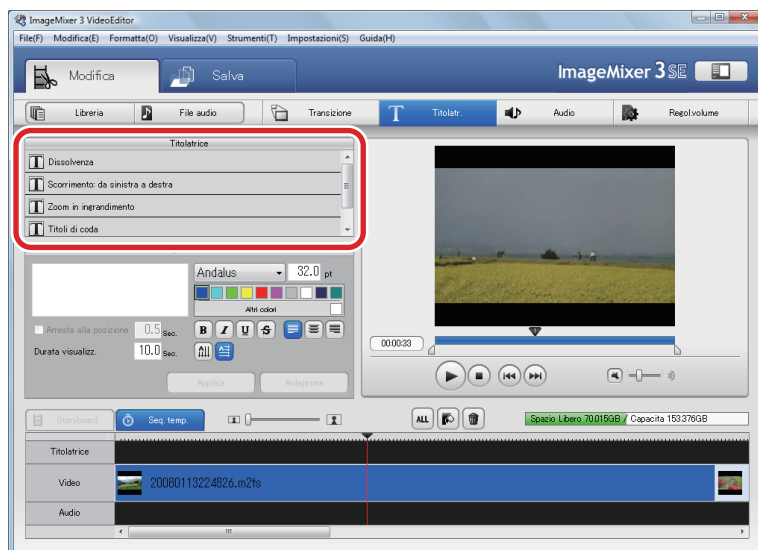 ImageMixer 3 VideoEditor
File(F) Modifica(E) Formatta(O) Visualizza(V) Strumenti(T) Impostazioni(S) Guida(H)
Modifica Salva ImageMixer 3 SE
Libreria File audio Transizione T Titolatr. Audio Regol.volume
Titolatrice
T Dissolvenza
T Scorrimento: da sinistra a destra
T Zoom in ingrandimento
T Titoli di coda
Andalus 32.0 pt
Altri colori
Arresta alla posizione 0.5 Sec. B I U S
Durata visualizz. 10.0 Sec.
00:00:33
Applica Anteprima
Storyboard Seq. temp. ALL Spazio Libero 70.015GB / Capacita 153.376GB
Titolatrice
Video 20080113224826.m2ts
Audio